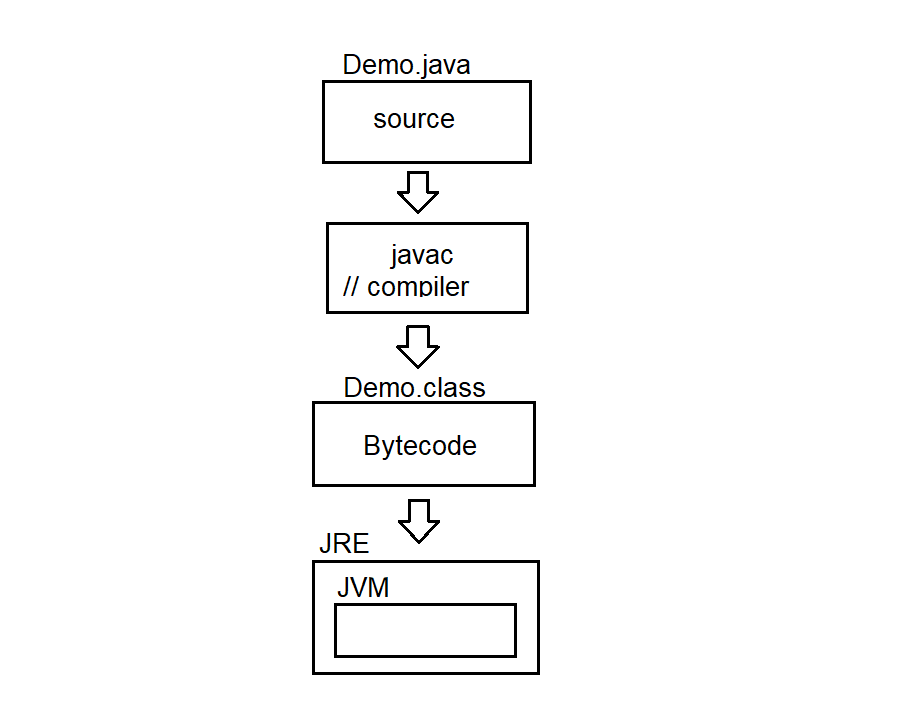 Demo.java
source
javac
// compiler
Demo.class
Bytecode
JRE
JVM